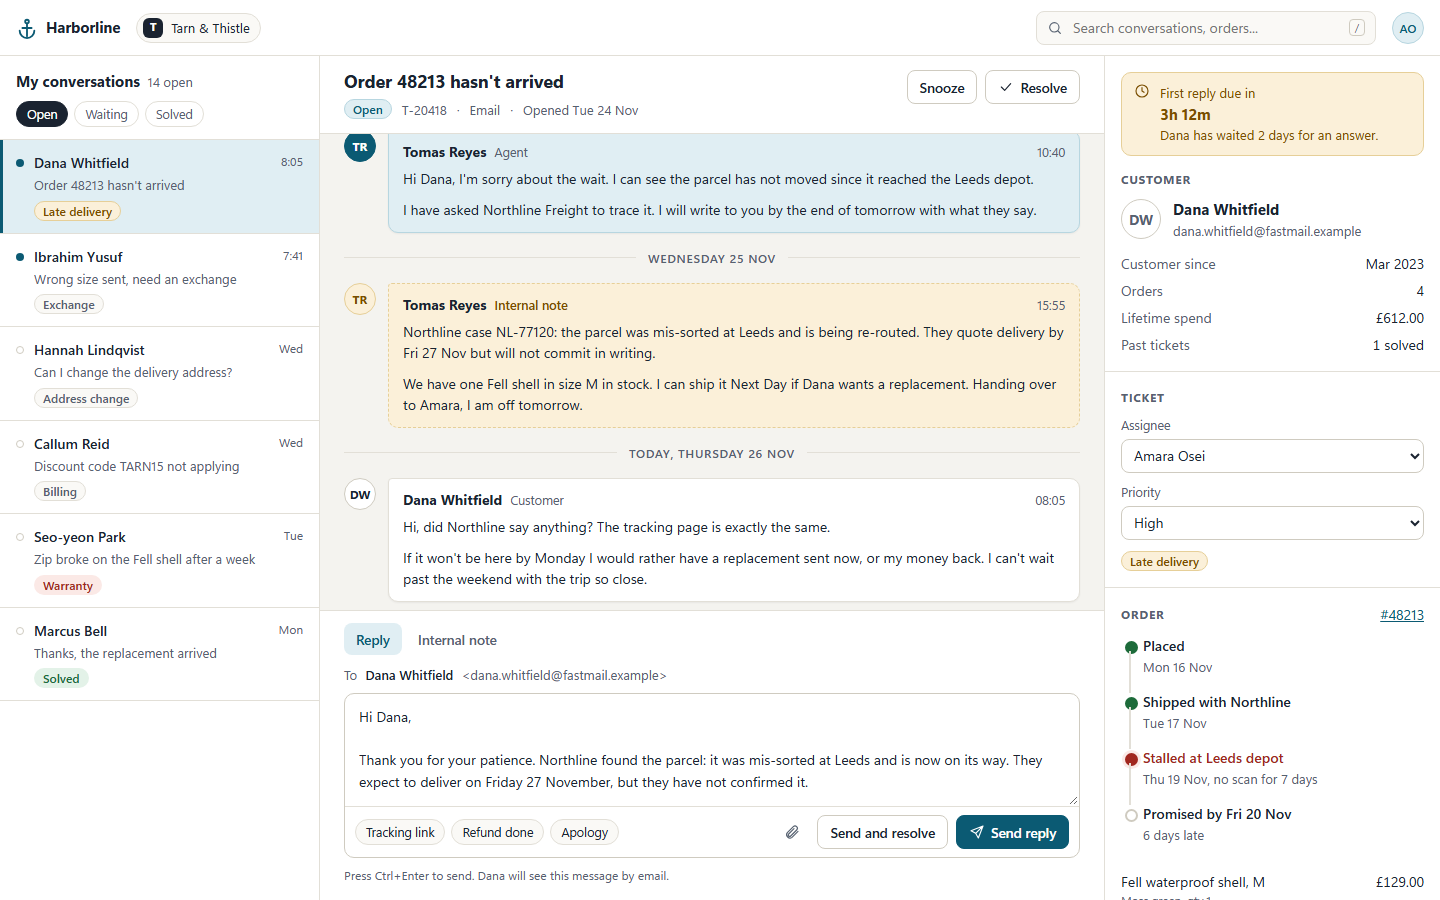 Harborline
T Tarn & Thistle
Search conversations, orders...
/
AO
My conversations 14 open
Open Waiting Solved
Dana Whitfield 8:05
Order 48213 hasn't arrived
Late delivery
Ibrahim Yusuf 7:41
Wrong size sent, need an exchange
Exchange
Hannah Lindqvist Wed
Can I change the delivery address?
Address change
Callum Reid Wed
Discount code TARN15 not applying
Billing
Seo-yeon Park Tue
Zip broke on the Fell shell after a week
Warranty
Marcus Bell Mon
Thanks, the replacement arrived
Solved
Order 48213 hasn't arrived
Open T-20418 · Email · Opened Tue 24 Nov
Snooze
Resolve
TR
Tomas Reyes Agent 10:40
Hi Dana, I'm sorry about the wait. I can see the parcel has not moved since it reached the Leeds depot.
I have asked Northline Freight to trace it. I will write to you by the end of tomorrow with what they say.
WEDNESDAY 25 NOV
TR
Tomas Reyes Internal note 15:55
Northline case NL-77120: the parcel was mis-sorted at Leeds and is being re-routed. They quote delivery by
Fri 27 Nov but will not commit in writing.
We have one Fell shell in size M in stock. I can ship it Next Day if Dana wants a replacement. Handing over
to Amara, I am off tomorrow.
TODAY, THURSDAY 26 NOV
DW
Dana Whitfield Customer 08:05
Hi, did Northline say anything? The tracking page is exactly the same.
If it won't be here by Monday I would rather have a replacement sent now, or my money back. I can't wait
past the weekend with the trip so close.
Reply Internal note
To Dana Whitfield <dana.whitfield@fastmail.example>
Hi Dana,
Thank you for your patience. Northline found the parcel: it was mis-sorted at Leeds and is now on its way. They
expect to deliver on Friday 27 November, but they have not confirmed it.
Tracking link Refund done Apology
Send and resolve
Send reply
Press Ctrl+Enter to send. Dana will see this message by email.
First reply due in
3h 12m
Dana has waited 2 days for an answer.
CUSTOMER
DW
Dana Whitfield
dana.whitfield@fastmail.example
Customer since Mar 2023
Orders 4
Lifetime spend £612.00
Past tickets 1 solved
TICKET
Assignee
Amara Osei
Priority
High
Late delivery
ORDER #48213
Placed
Mon 16 Nov
Shipped with Northline
Tue 17 Nov
Stalled at Leeds depot
Thu 19 Nov, no scan for 7 days
Promised by Fri 20 Nov
6 days late
Fell waterproof shell, M £129.00